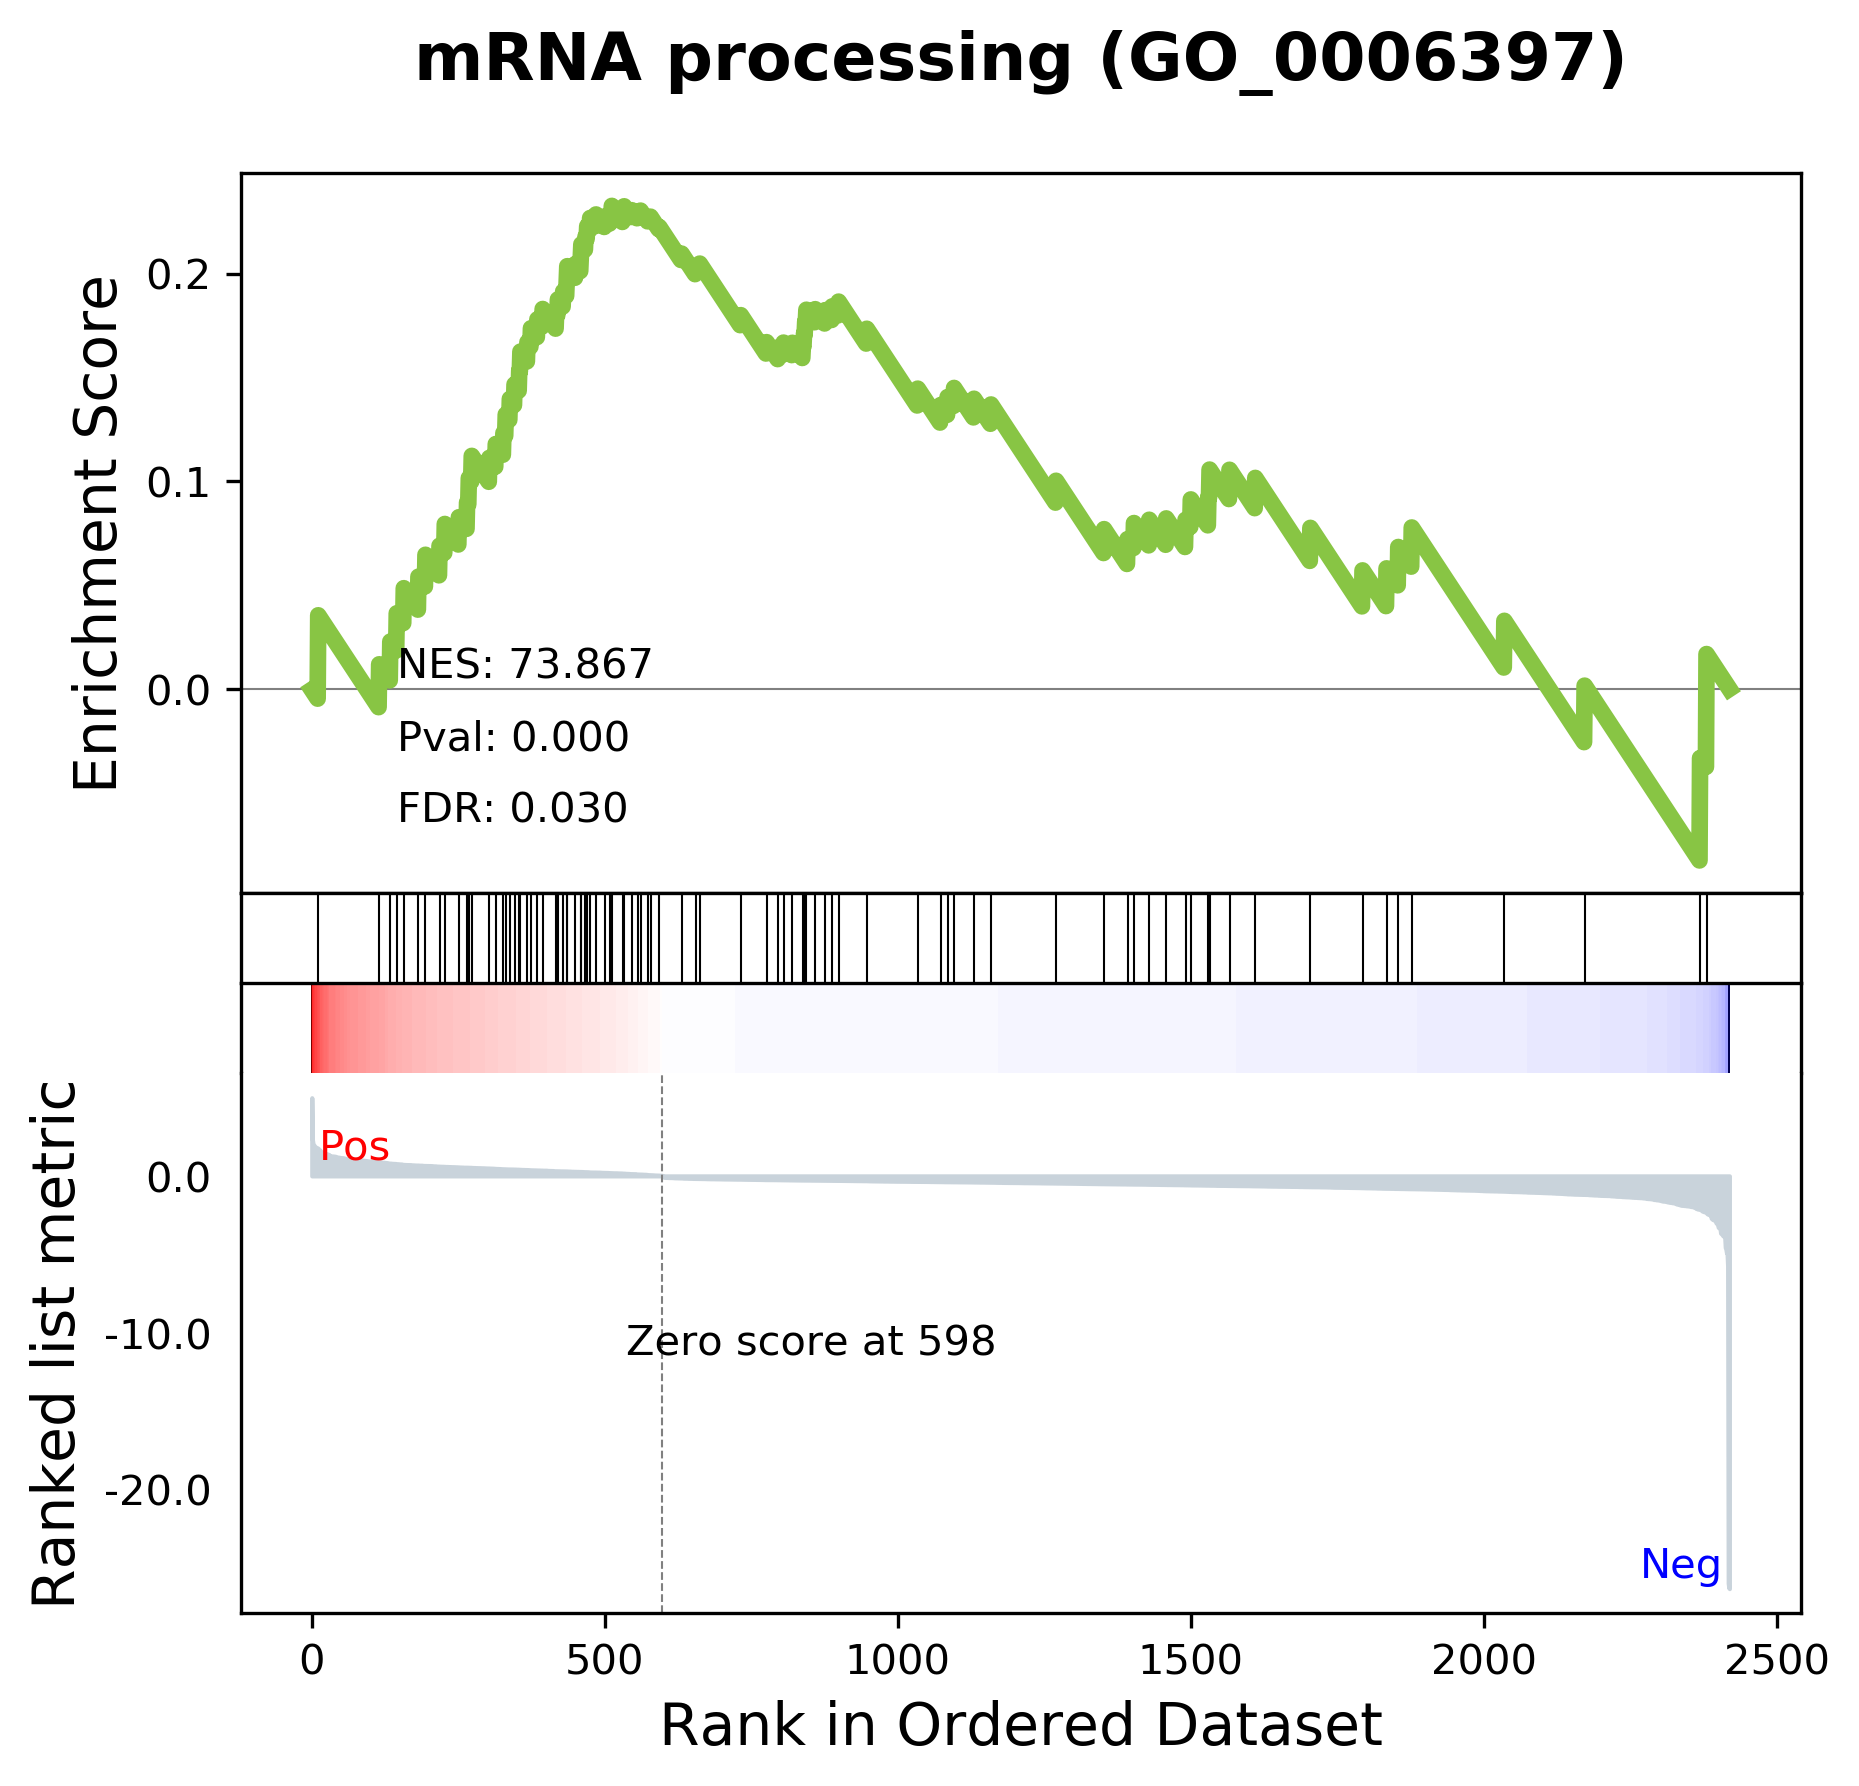 mRNA processing (GO_0006397)
Enrichment Score
0.2
0.1
0.0
NES: 73.867
Pval: 0.000
FDR: 0.030
Ranked list metric
Pos
0.0
-10.0
Zero score at 598
-20.0
Neg
0 500 1000 1500 2000 2500
Rank in Ordered Dataset